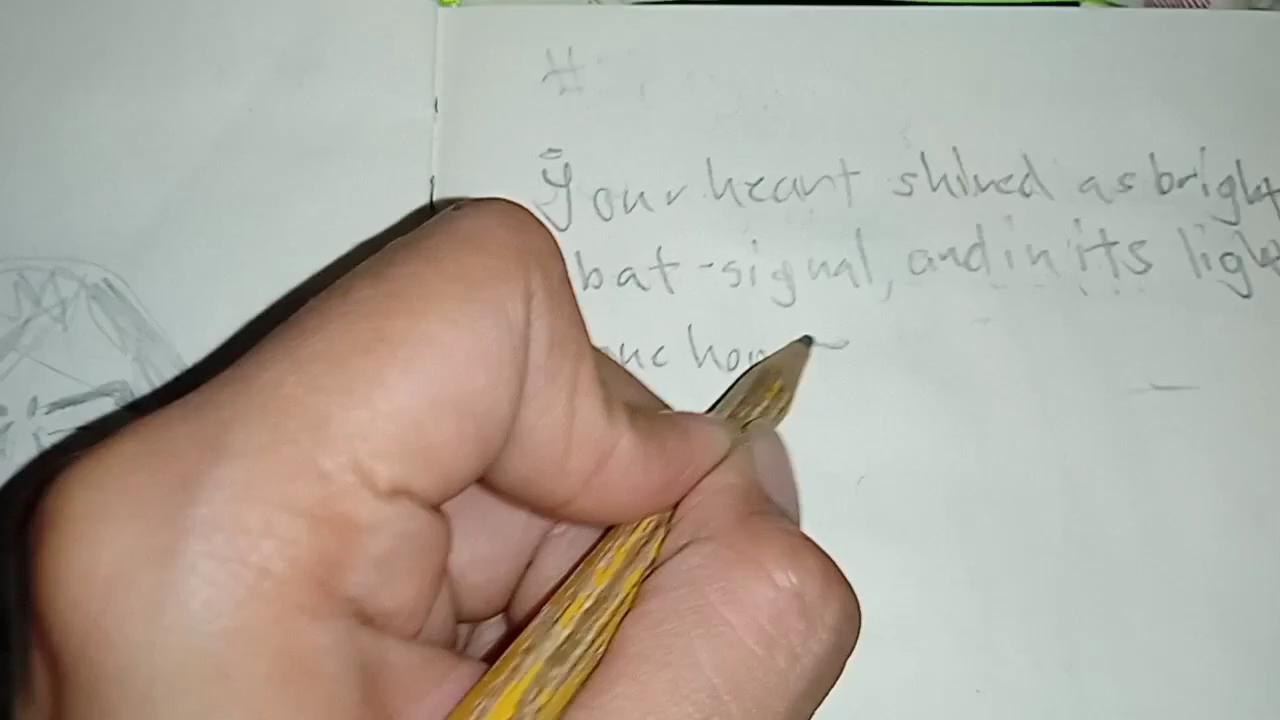 #
Your heart shined as bright
bat-signal, and in its light